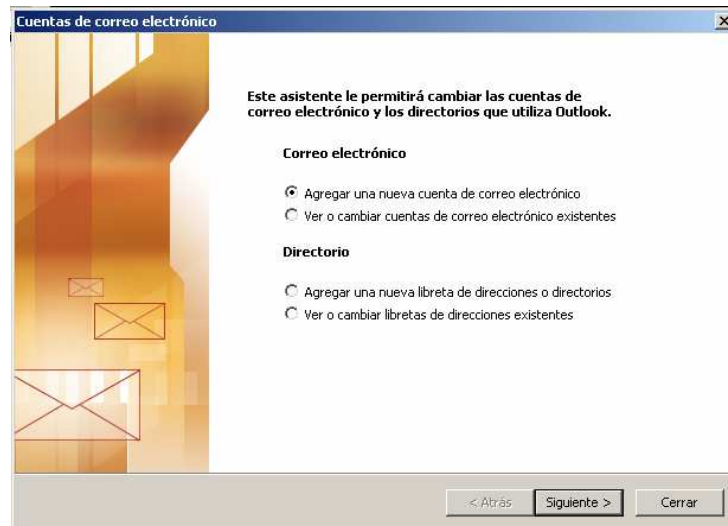 Cuentas de correo electrónico
Este asistente le permitirá cambiar las cuentas de
correo electrónico y los directorios que utiliza Outlook.
Correo electrónico
Agregar una nueva cuenta de correo electrónico
Ver o cambiar cuentas de correo electrónico existentes
Directorio
Agregar una nueva libreta de direcciones o directorios
Ver o cambiar libretas de direcciones existentes
< Atrás Siguiente > Cerrar